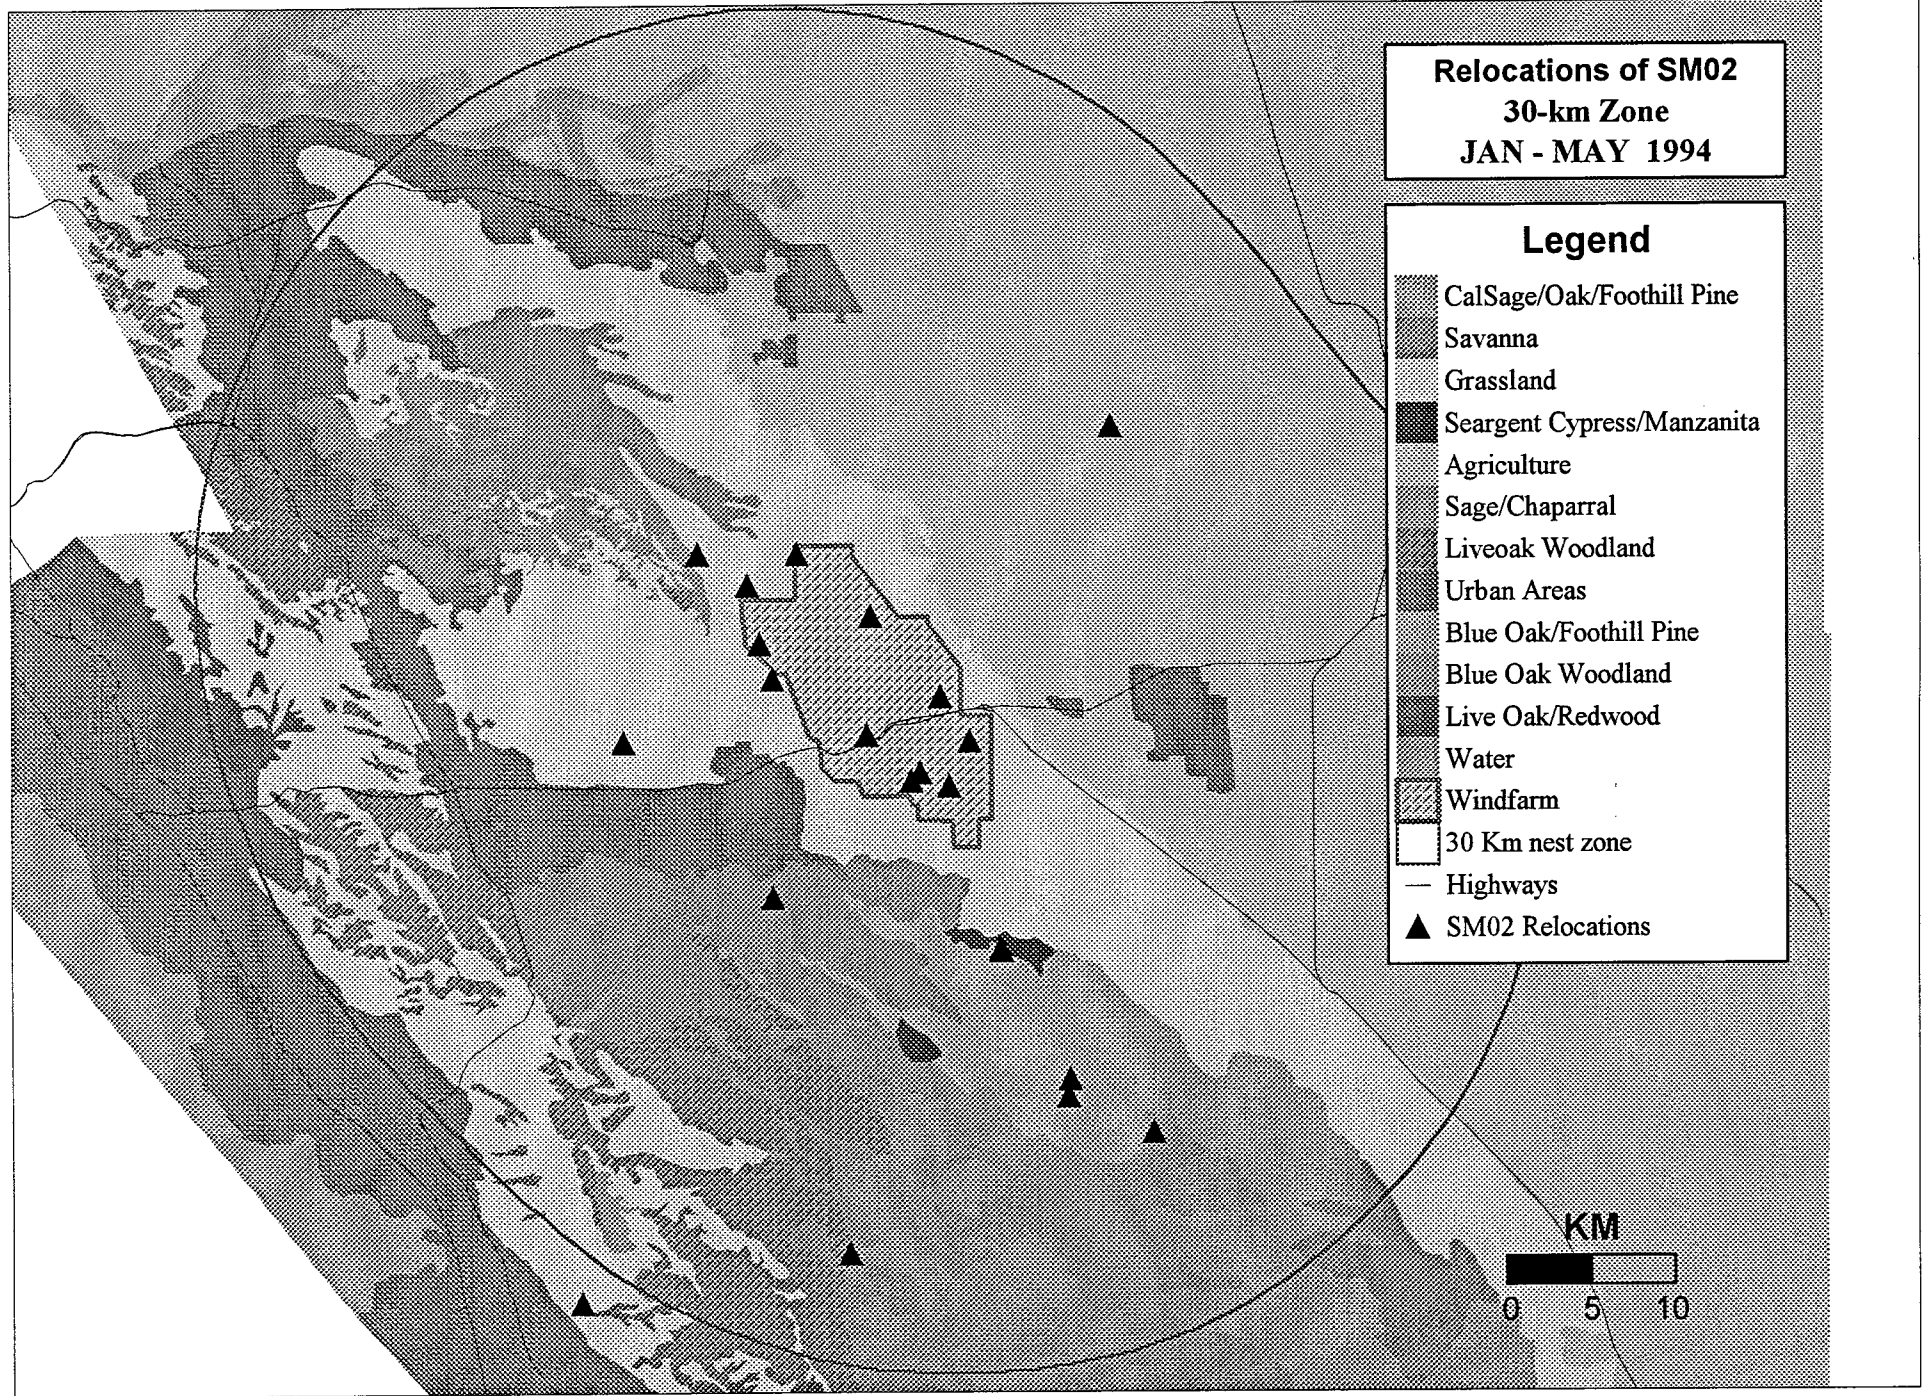 Relocations of SM02
30-km Zone
JAN - MAY 1994
Legend
CalSage/Oak/Foothill Pine
Savanna
Grassland
Seargent Cypress/Manzanita
Agriculture
Sage/Chaparral
Liveoak Woodland
Urban Areas
Blue Oak/Foothill Pine
Blue Oak Woodland
Live Oak/Redwood
Water
Windfarm
30 Km nest zone
Highways
SM02 Relocations
KM
0 5 10